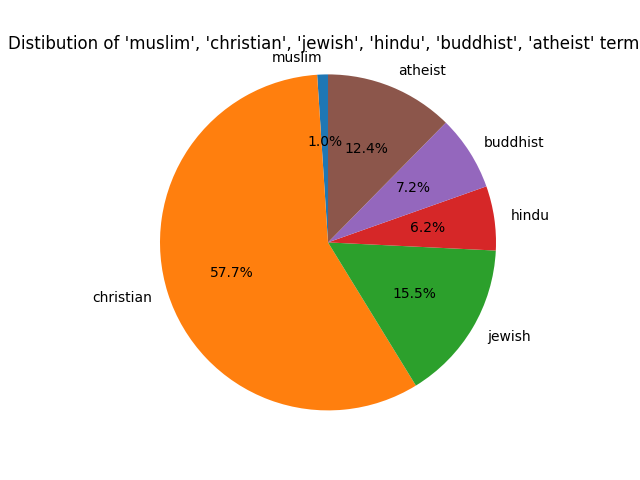 Distibution of 'muslim', 'christian', 'jewish', 'hindu', 'buddhist', 'atheist' term
muslim
atheist
1.0%
12.4%
buddhist
7.2%
hindu
6.2%
57.7%
christian
15.5%
jewish